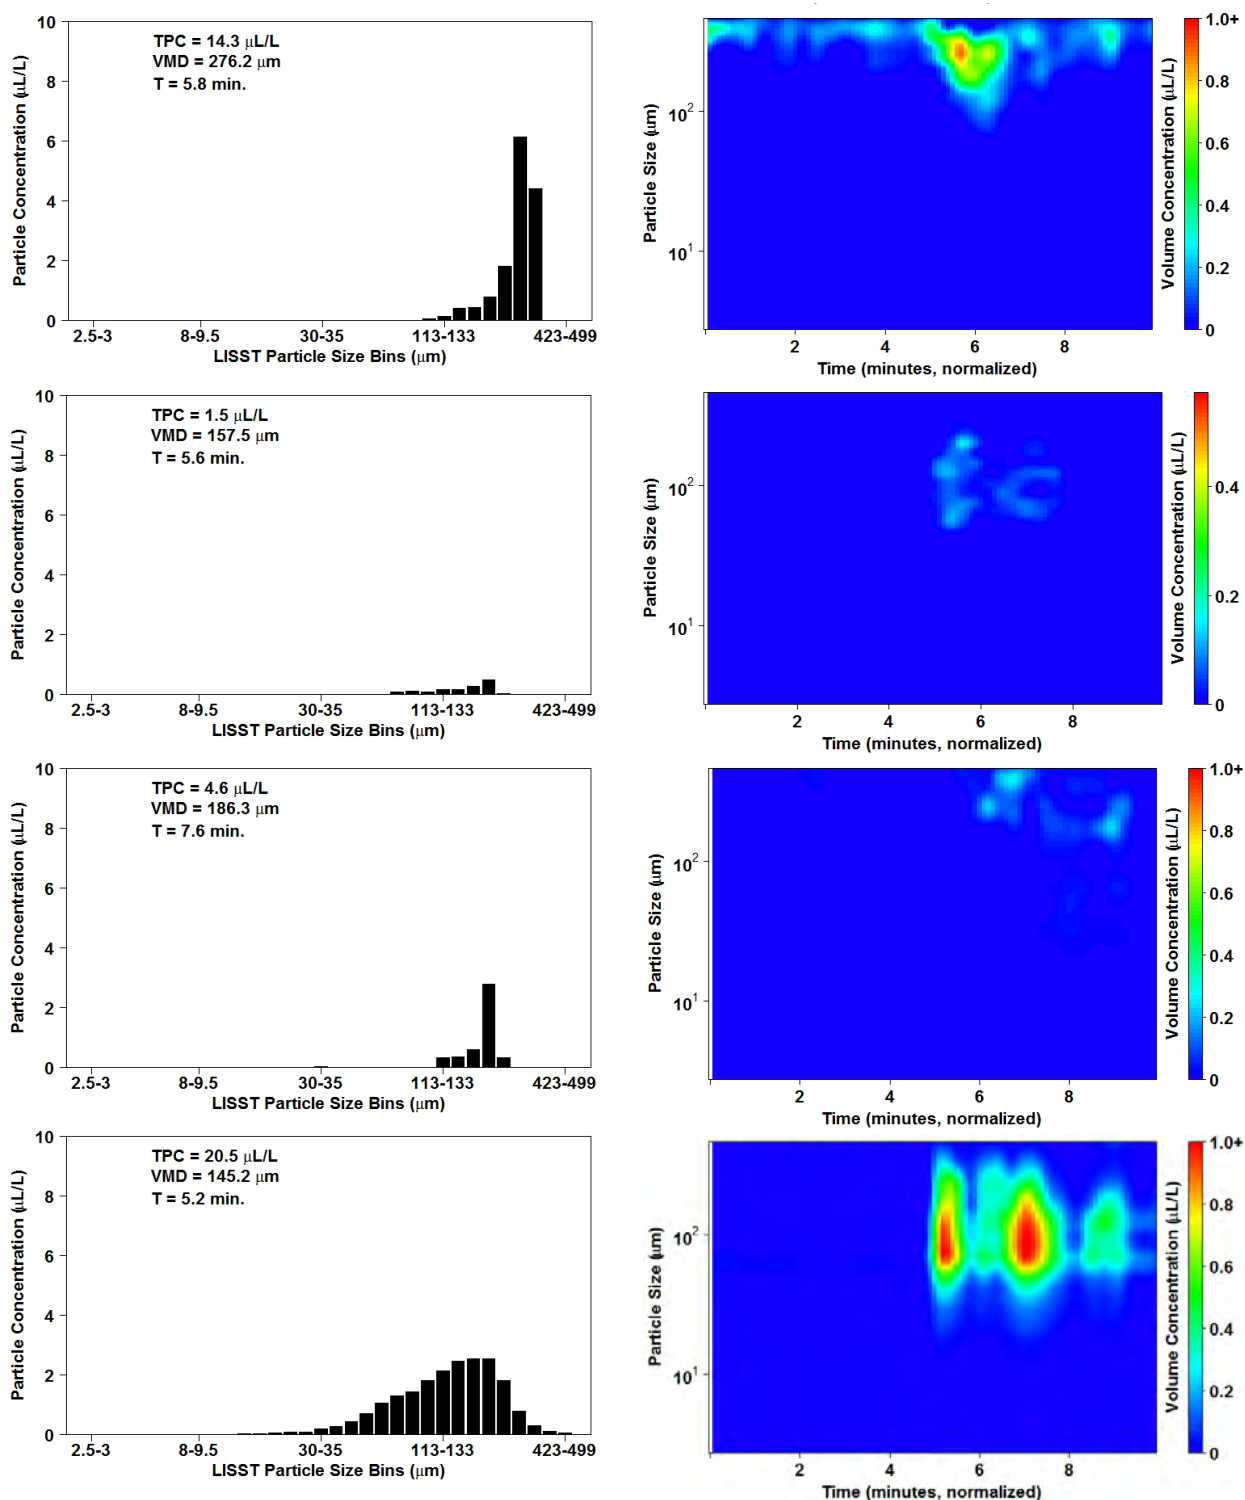 10
8
6
4
2
0
Particle Concentration (μL/L)
TPC = 14.3 μL/L
VMD = 276.2 μm
T = 5.8 min.
2.5-3 8-9.5 30-35 113-133 423-499
LISST Particle Size Bins (μm)
Particle Size (μm)
10²
10¹
2 4 6 8
Time (minutes, normalized)
1.0+
0.8
0.6
0.4
0.2
0
Volume Concentration (μL/L)
10
8
6
4
2
0
Particle Concentration (μL/L)
TPC = 1.5 μL/L
VMD = 157.5 μm
T = 5.6 min.
2.5-3 8-9.5 30-35 113-133 423-499
LISST Particle Size Bins (μm)
Particle Size (μm)
10²
10¹
2 4 6 8
Time (minutes, normalized)
0.4
0.2
0
Volume Concentration (μL/L)
10
8
6
4
2
0
Particle Concentration (μL/L)
TPC = 4.6 μL/L
VMD = 186.3 μm
T = 7.6 min.
2.5-3 8-9.5 30-35 113-133 423-499
LISST Particle Size Bins (μm)
Particle Size (μm)
10²
10¹
2 4 6 8
Time (minutes, normalized)
1.0+
0.8
0.6
0.4
0.2
0
Volume Concentration (μL/L)
10
8
6
4
2
0
Particle Concentration (μL/L)
TPC = 20.5 μL/L
VMD = 145.2 μm
T = 5.2 min.
2.5-3 8-9.5 30-35 113-133 423-499
LISST Particle Size Bins (μm)
Particle Size (μm)
10²
10¹
2 4 6 8
Time (minutes, normalized)
1.0+
0.8
0.6
0.4
0.2
0
Volume Concentration (μL/L)